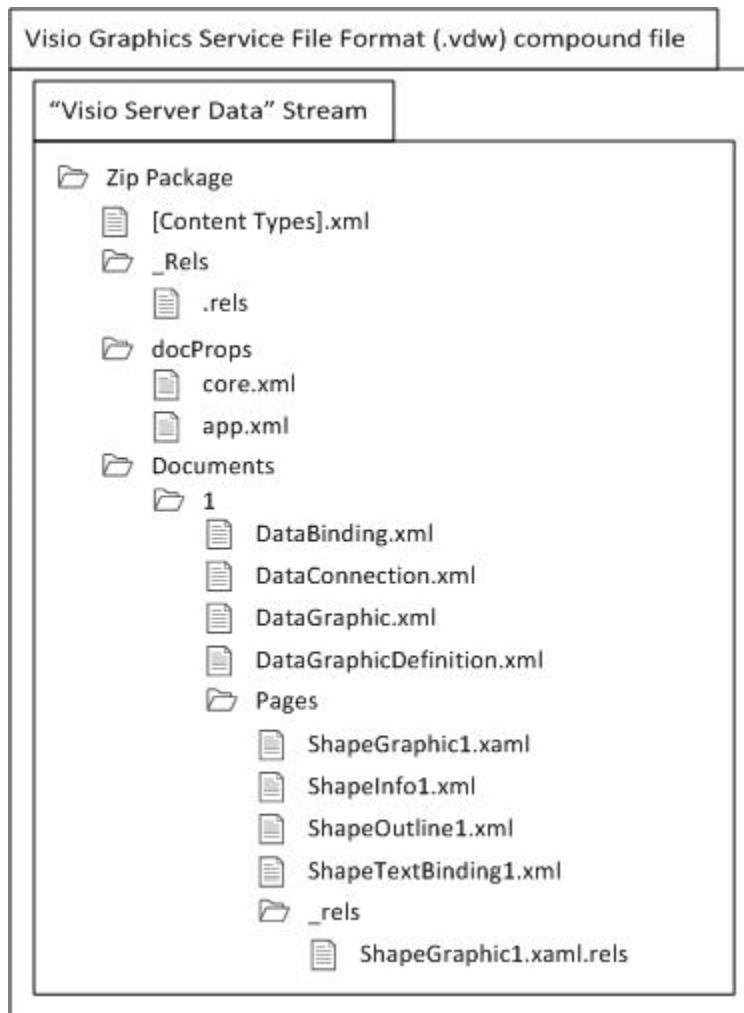 Visio Graphics Service File Format (.vdw) compound file
“Visio Server Data” Stream
Zip Package
[Content Types].xml
_Rels
.rels
docProps
core.xml
app.xml
Documents
1
DataBinding.xml
DataConnection.xml
DataGraphic.xml
DataGraphicDefinition.xml
Pages
ShapeGraphic1.xaml
ShapeInfo1.xml
ShapeOutline1.xml
ShapeTextBinding1.xml
_rels
ShapeGraphic1.xaml.rels